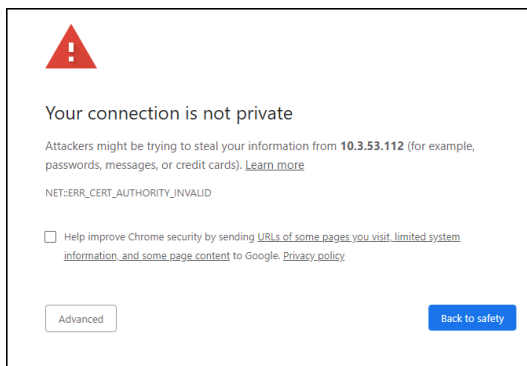 Your connection is not private
Attackers might be trying to steal your information from 10.3.53.112 (for example,
passwords, messages, or credit cards). Learn more
NET::ERR_CERT_AUTHORITY_INVALID
Help improve Chrome security by sending URLs of some pages you visit, limited system
information, and some page content to Google. Privacy policy
Advanced
Back to safety